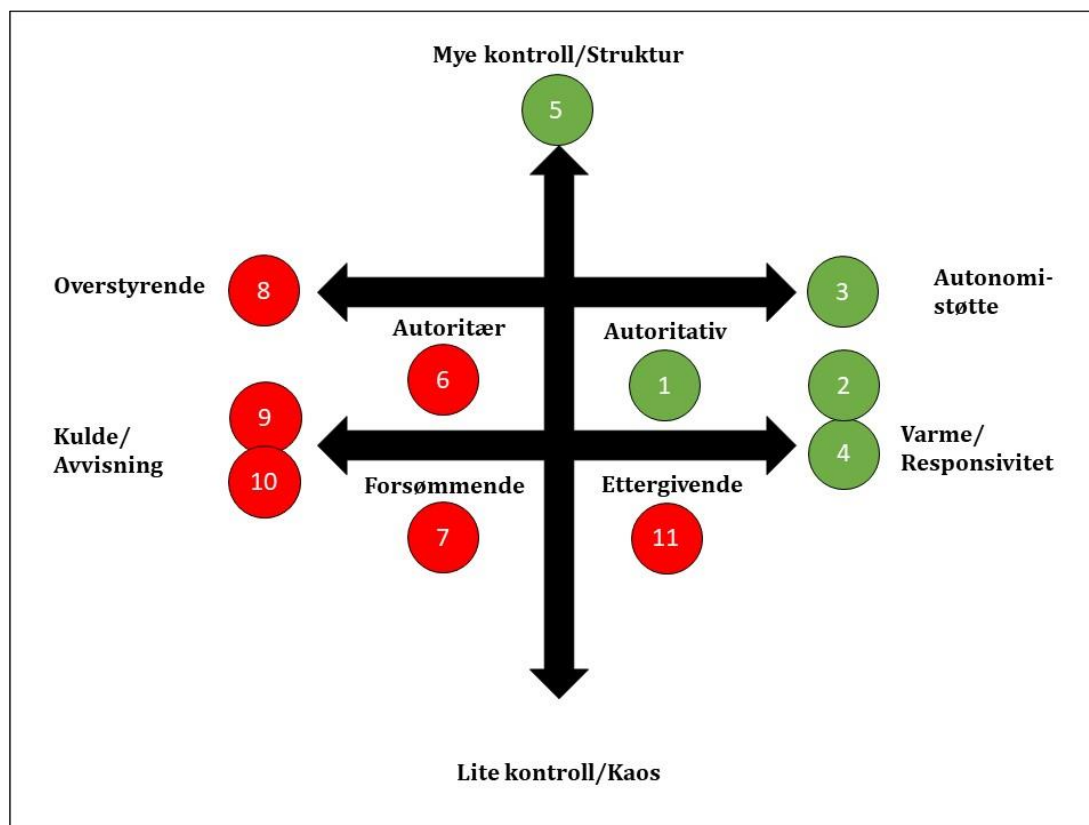 Mye kontroll/Struktur
5
Overstyrende
8
3
Autonomi-
støtte
Autoritær
Autoritativ
6
1
2
9
Kulde/
Avvisning
10
4
Varme/
Responsivitet
Forsømmende
Ettergivende
7
11
Lite kontroll/Kaos